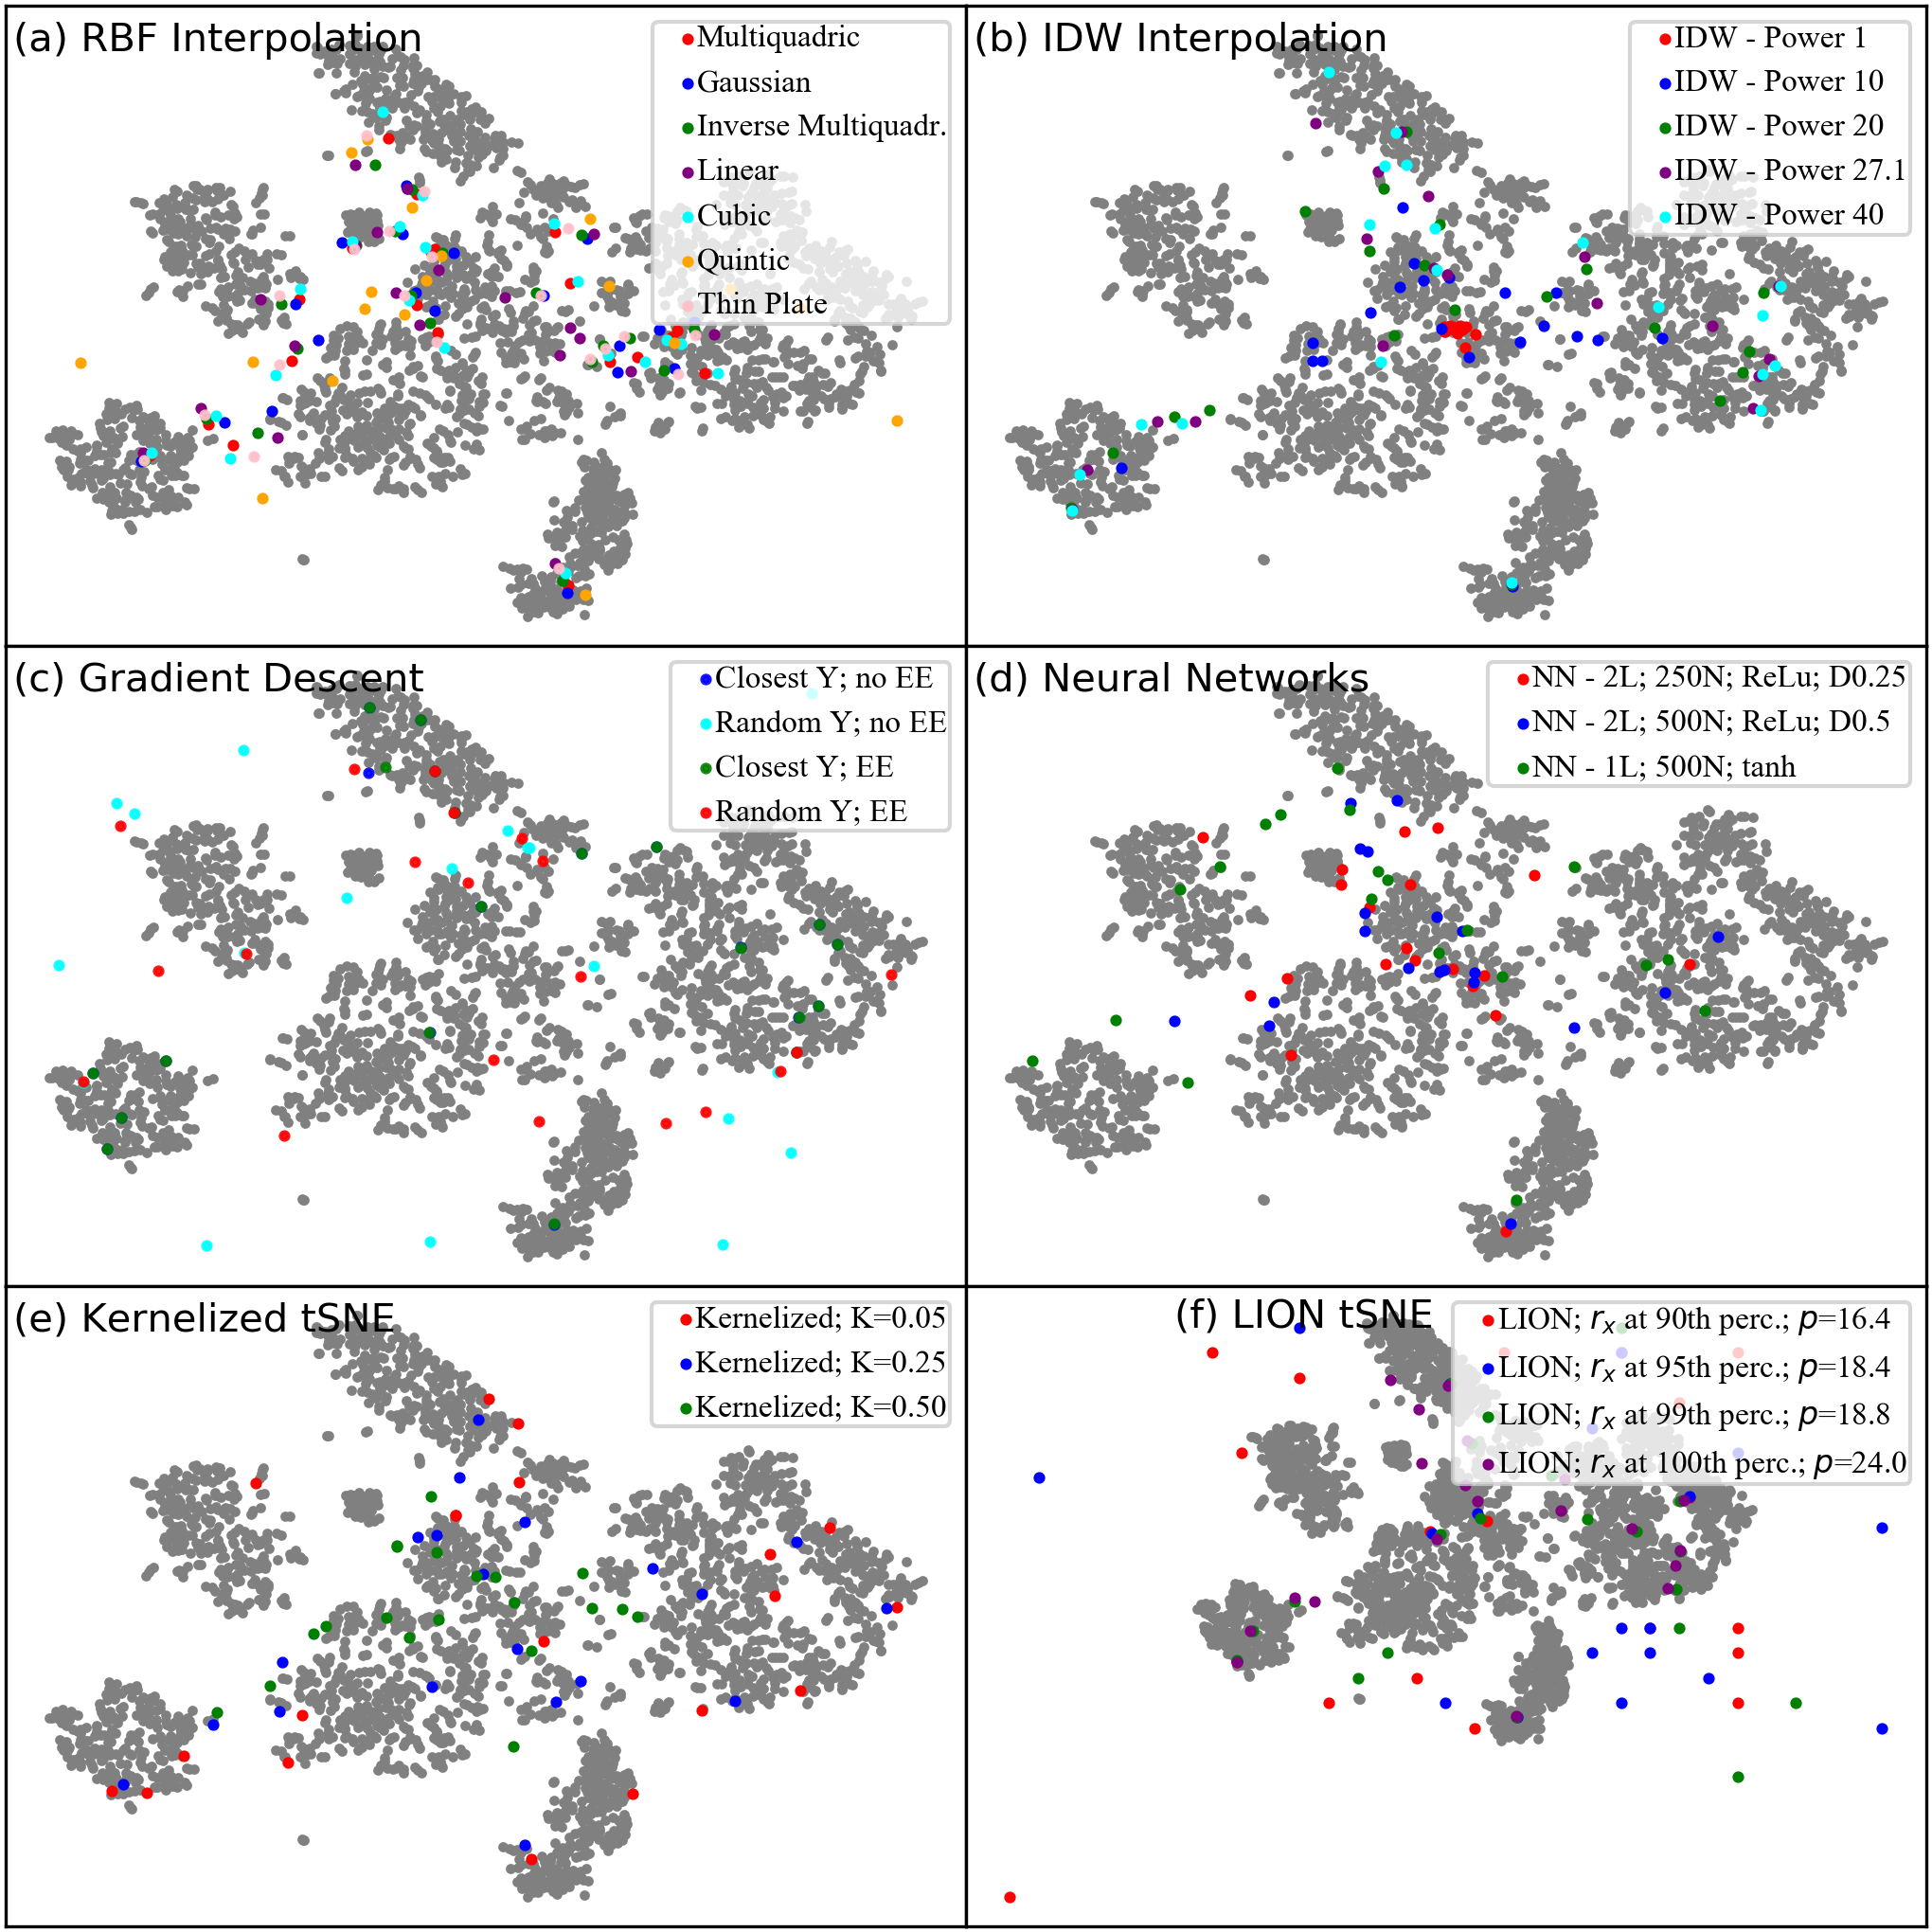 (a) RBF Interpolation
Multiquadric
Gaussian
Inverse Multiquadr.
Linear
Cubic
Quintic
Thin Plate
(b) IDW Interpolation
IDW - Power 1
IDW - Power 10
IDW - Power 20
IDW - Power 27.1
IDW - Power 40
(c) Gradient Descent
Closest Y; no EE
Random Y; no EE
Closest Y; EE
Random Y; EE
(d) Neural Networks
NN - 2L; 250N; ReLu; D0.25
NN - 2L; 500N; ReLu; D0.5
NN - 1L; 500N; tanh
(e) Kernelized tSNE
Kernelized; K=0.05
Kernelized; K=0.25
Kernelized; K=0.50
(f) LION tSNE
LION; rₓ at 90th perc.; p=16.4
LION; rₓ at 95th perc.; p=18.4
LION; rₓ at 99th perc.; p=18.8
LION; rₓ at 100th perc.; p=24.0